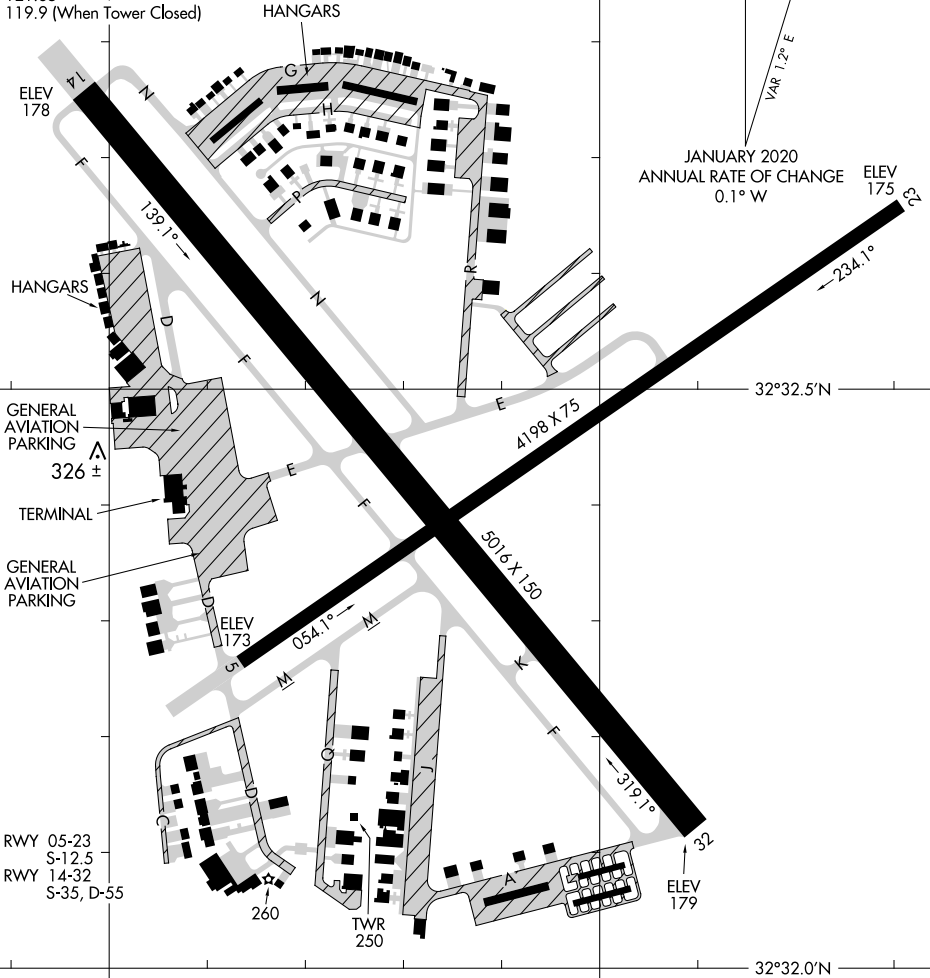 119.9 (When Tower Closed)
HANGARS
VAR 1.2° E
JANUARY 2020
ANNUAL RATE OF CHANGE
0.1° W
ELEV
178
14
N
G
H
P
R
ELEV
175
23
F
139.1°
234.1°
HANGARS
D
N
F
32°32.5'N
E
4198 X 75
GENERAL
AVIATION
PARKING
326 ±
E
F
TERMINAL
5016 X 150
GENERAL
AVIATION
PARKING
D
ELEV
173
054.1°
M
5
M
K
F
Q
J
C
D
319.1°
RWY 05-23
S-12.5
RWY 14-32
S-35, D-55
32
A
ELEV
179
260
TWR
250
32°32.0'N